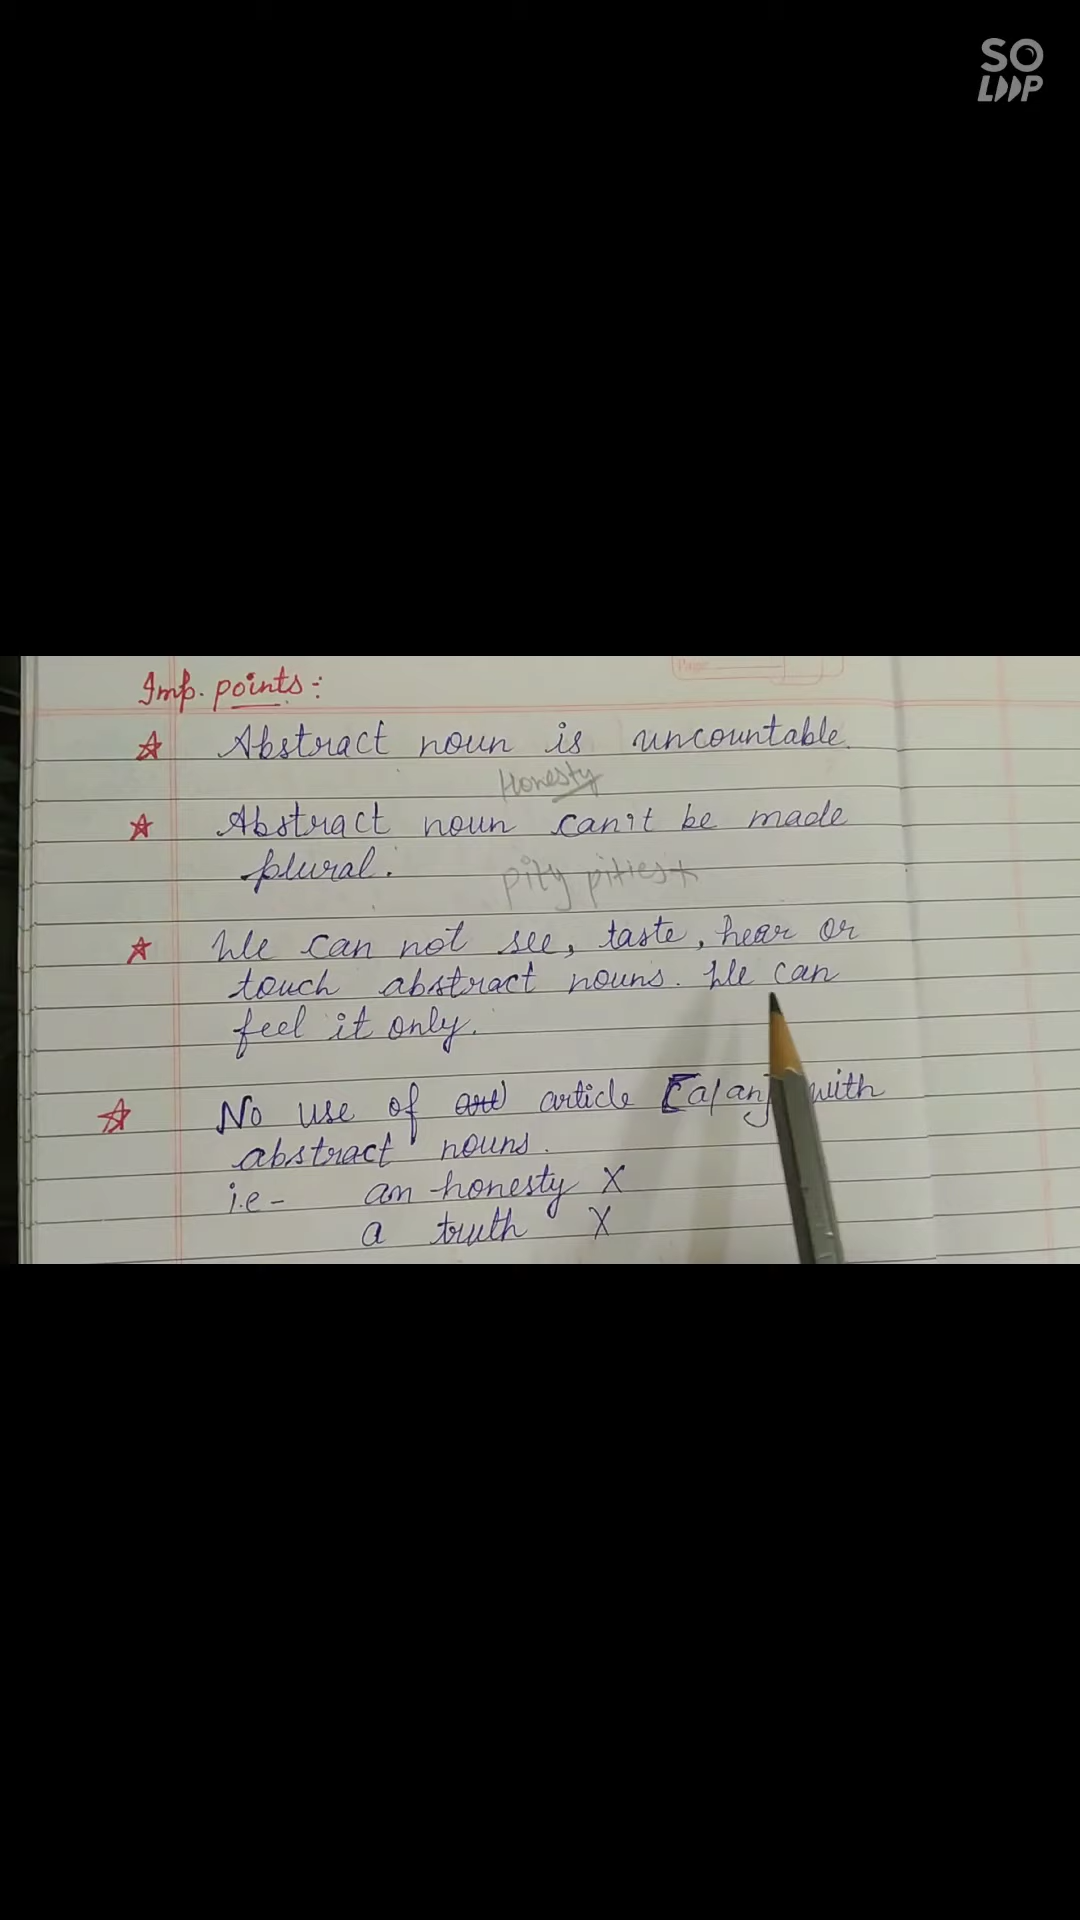 SO
LOOP
Imp. points:
Abstract noun is uncountable.
Honesty
Abstract noun can't be made
plural.
pity pities x
We can not see, taste, hear or
touch abstract nouns. We can
feel it only.
No use of article [a/an] with
abstract nouns.
i.e- an honesty X
a truth X